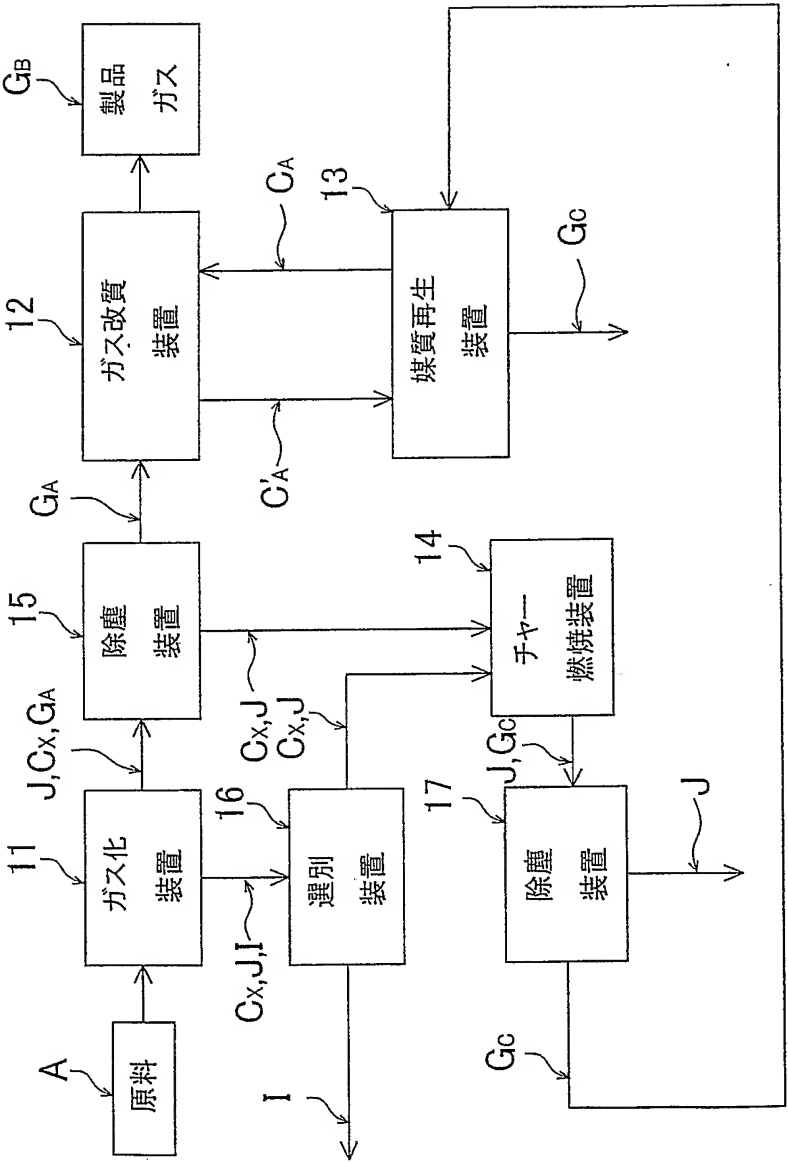 A
原料
11
ガス化
装置
J,CX,GA
15
除塵
装置
GA
12
ガス改質
装置
GB
製品
ガス
CX,J,I
16
選別
装置
I
CX,J
CX,J
C'A
CA
13
媒質再生
装置
GC
14
チャー
燃焼装置
J,GC
17
除塵
装置
J
GC